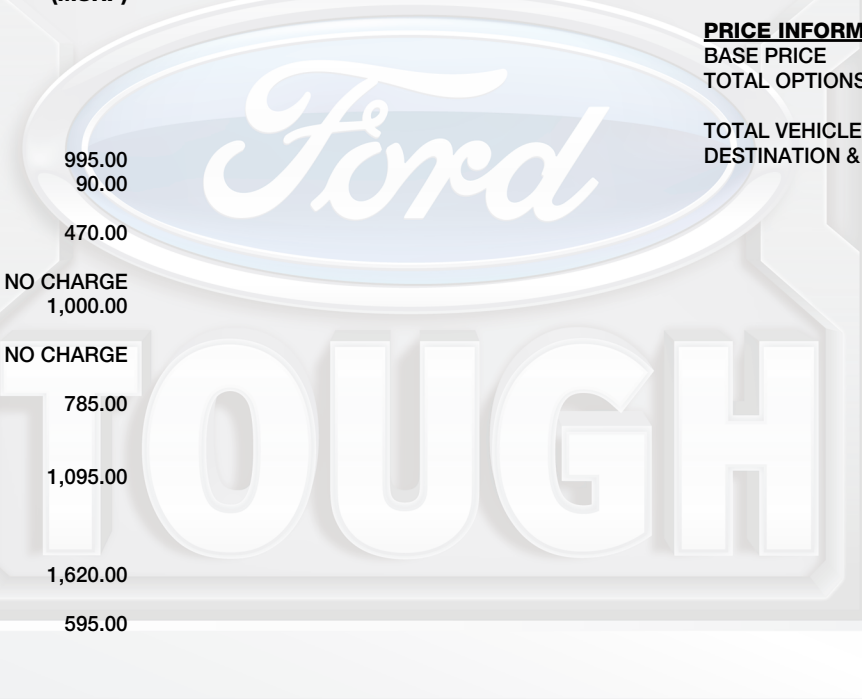 (MSRP)
995.00
90.00
470.00
NO CHARGE
1,000.00
NO CHARGE
785.00
1,095.00
1,620.00
595.00
PRICE INFORM
BASE PRICE
TOTAL OPTIONS
TOTAL VEHICLE
DESTINATION &
Ford
TOUGH